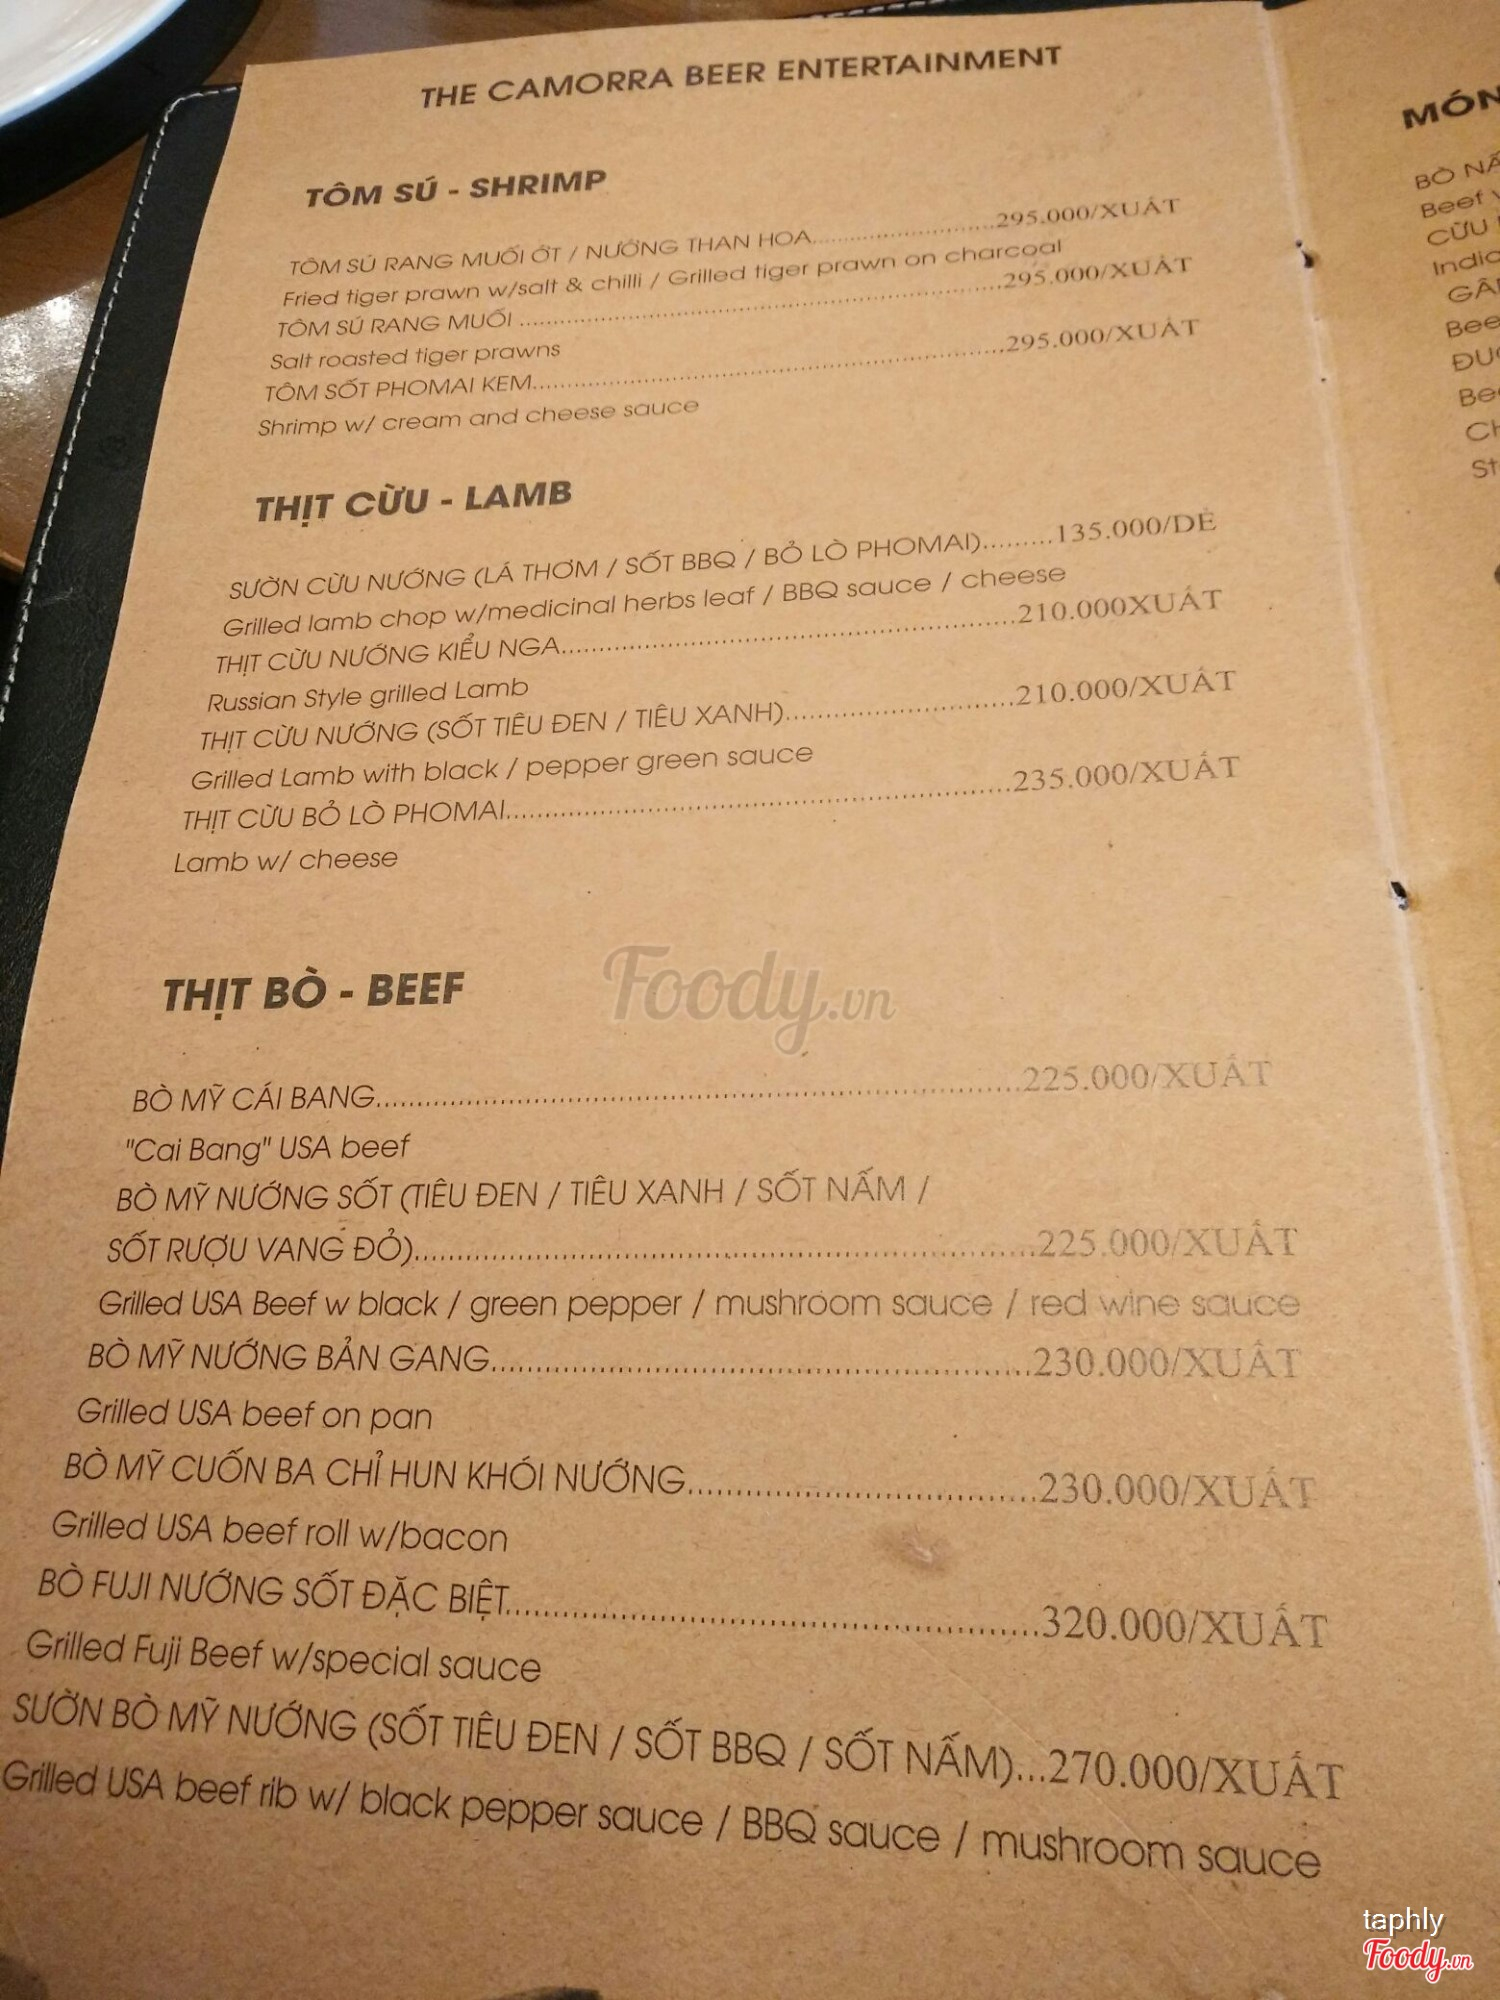 THE CAMORRA BEER ENTERTAINMENT
TÔM SÚ - SHRIMP
TÔM SÚ RANG MUỐI ỚT / NƯỚNG THAN HOA..............................295.000/XUẤT
Fried tiger prawn w/salt & chilli / Grilled tiger prawn on charcoal
TÔM SÚ RANG MUỐI ..............................295.000/XUẤT
Salt roasted tiger prawns
TÔM SỐT PHOMAI KEM..............................295.000/XUẤT
Shrimp w/ cream and cheese sauce
THỊT CỪU - LAMB
SƯỜN CỪU NƯỚNG (LÁ THƠM / SỐT BBQ / BỎ LÒ PHOMAI).........135.000/DẺ
Grilled lamb chop w/medicinal herbs leaf / BBQ sauce / cheese
THỊT CỪU NƯỚNG KIỂU NGA..............................210.000XUẤT
Russian Style grilled Lamb
THỊT CỪU NƯỚNG (SỐT TIÊU ĐEN / TIÊU XANH)..............................210.000/XUẤT
Grilled Lamb with black / pepper green sauce
THỊT CỪU BỎ LÒ PHOMAI..............................235.000/XUẤT
Lamb w/ cheese
THỊT BÒ - BEEF
BÒ MỸ CÁI BANG..............................225.000/XUẤT
"Cai Bang" USA beef
BÒ MỸ NƯỚNG SỐT (TIÊU ĐEN / TIÊU XANH / SỐT NẤM /
SỐT RƯỢU VANG ĐỎ)..............................225.000/XUẤT
Grilled USA Beef w black / green pepper / mushroom sauce / red wine sauce
BÒ MỸ NƯỚNG BẢN GANG..............................230.000/XUẤT
Grilled USA beef on pan
BÒ MỸ CUỐN BA CHỈ HUN KHÓI NƯỚNG..............................230.000/XUẤT
Grilled USA beef roll w/bacon
BÒ FUJI NƯỚNG SỐT ĐẶC BIỆT..............................320.000/XUẤT
Grilled Fuji Beef w/special sauce
SƯỜN BÒ MỸ NƯỚNG (SỐT TIÊU ĐEN / SỐT BBQ / SỐT NẤM)...270.000/XUẤT
Grilled USA beef rib w/ black pepper sauce / BBQ sauce / mushroom sauce
MÓN
BÒ
Beef
CỪU
Foody.vn
taphly
Foody.vn